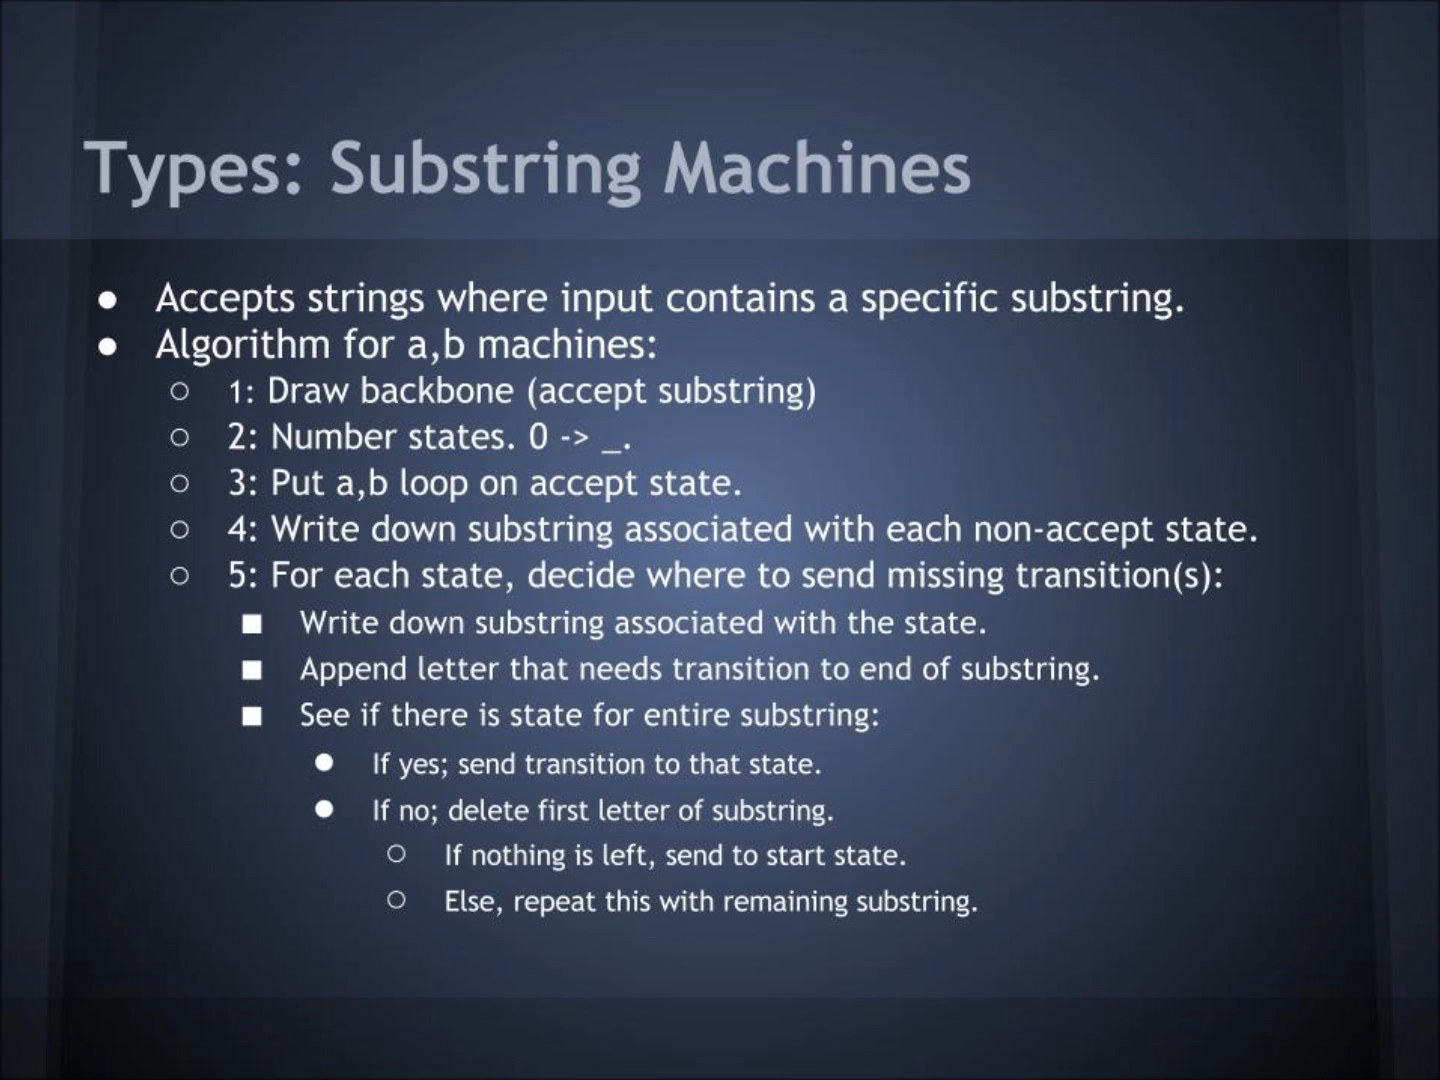 Types: Substring Machines
● Accepts strings where input contains a specific substring.
● Algorithm for a,b machines:
○ 1: Draw backbone (accept substring)
○ 2: Number states. 0 -> _.
○ 3: Put a,b loop on accept state.
○ 4: Write down substring associated with each non-accept state.
○ 5: For each state, decide where to send missing transition(s):
■ Write down substring associated with the state.
■ Append letter that needs transition to end of substring.
■ See if there is state for entire substring:
● If yes; send transition to that state.
● If no; delete first letter of substring.
○ If nothing is left, send to start state.
○ Else, repeat this with remaining substring.